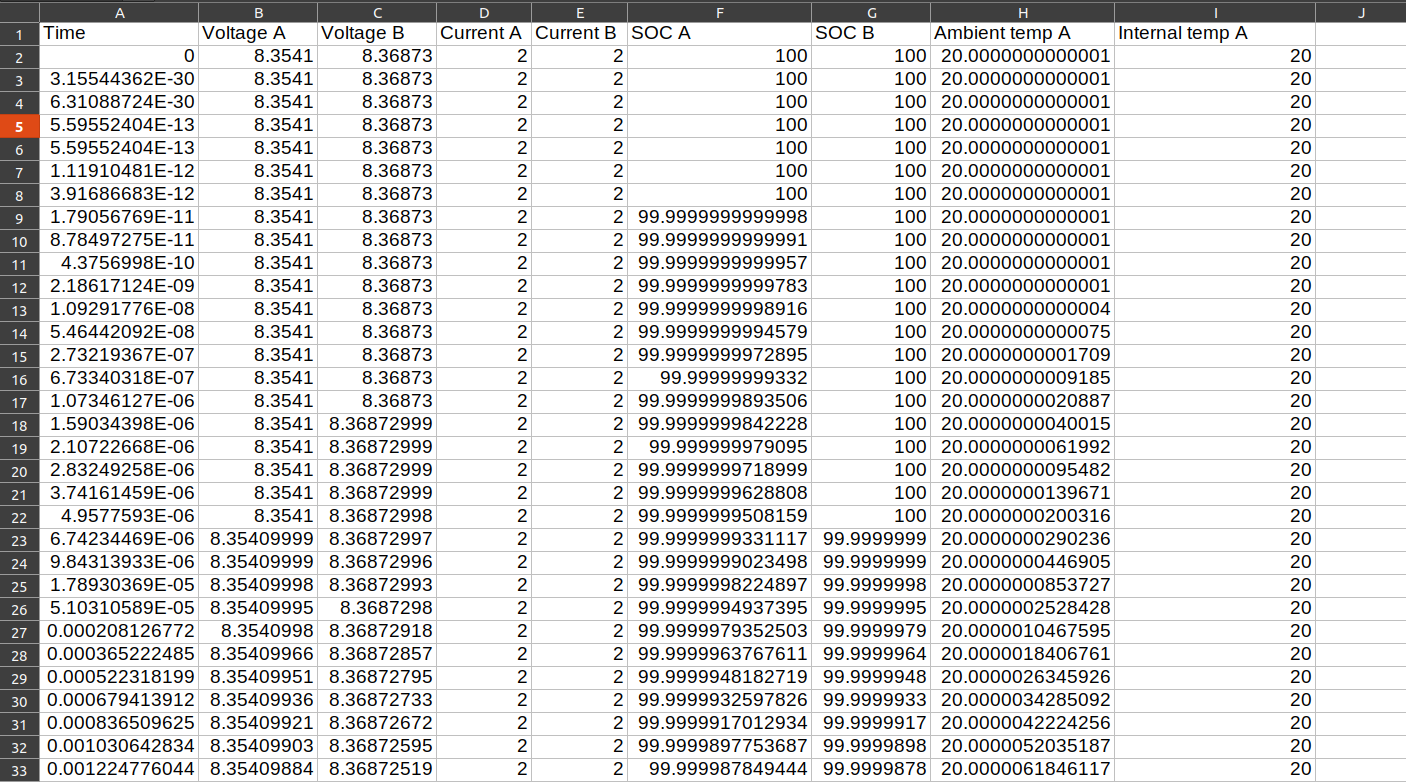 A B C D E F G H I J
1 Time Voltage A Voltage B Current A Current B SOC A SOC B Ambient temp A Internal temp A
2 0 8.3541 8.36873 2 2 100 100 20.0000000000001 20
3 3.15544362E-30 8.3541 8.36873 2 2 100 100 20.0000000000001 20
4 6.31088724E-30 8.3541 8.36873 2 2 100 100 20.0000000000001 20
5 5.59552404E-13 8.3541 8.36873 2 2 100 100 20.0000000000001 20
6 5.59552404E-13 8.3541 8.36873 2 2 100 100 20.0000000000001 20
7 1.11910481E-12 8.3541 8.36873 2 2 100 100 20.0000000000001 20
8 3.91686683E-12 8.3541 8.36873 2 2 100 100 20.0000000000001 20
9 1.79056769E-11 8.3541 8.36873 2 2 99.9999999999998 100 20.0000000000001 20
10 8.78497275E-11 8.3541 8.36873 2 2 99.9999999999991 100 20.0000000000001 20
11 4.3756998E-10 8.3541 8.36873 2 2 99.9999999999957 100 20.0000000000001 20
12 2.18617124E-09 8.3541 8.36873 2 2 99.9999999999783 100 20.0000000000001 20
13 1.09291776E-08 8.3541 8.36873 2 2 99.9999999998916 100 20.0000000000004 20
14 5.46442092E-08 8.3541 8.36873 2 2 99.9999999994579 100 20.0000000000075 20
15 2.73219367E-07 8.3541 8.36873 2 2 99.9999999972895 100 20.0000000001709 20
16 6.73340318E-07 8.3541 8.36873 2 2 99.99999999332 100 20.0000000009185 20
17 1.07346127E-06 8.3541 8.36873 2 2 99.9999999893506 100 20.0000000020887 20
18 1.59034398E-06 8.3541 8.36872999 2 2 99.9999999842228 100 20.0000000040015 20
19 2.10722668E-06 8.3541 8.36872999 2 2 99.999999979095 100 20.0000000061992 20
20 2.83249258E-06 8.3541 8.36872999 2 2 99.9999999718999 100 20.0000000095482 20
21 3.74161459E-06 8.3541 8.36872999 2 2 99.9999999628808 100 20.0000000139671 20
22 4.9577593E-06 8.3541 8.36872998 2 2 99.9999999508159 100 20.0000000200316 20
23 6.74234469E-06 8.35409999 8.36872997 2 2 99.9999999331117 99.9999999 20.0000000290236 20
24 9.84313933E-06 8.35409999 8.36872996 2 2 99.9999999023498 99.9999999 20.0000000446905 20
25 1.78930369E-05 8.35409998 8.36872993 2 2 99.9999998224897 99.9999998 20.0000000853727 20
26 5.10310589E-05 8.35409995 8.3687298 2 2 99.9999994937395 99.9999995 20.0000002528428 20
27 0.000208126772 8.3540998 8.36872918 2 2 99.9999979352503 99.9999979 20.0000010467595 20
28 0.000365222485 8.35409966 8.36872857 2 2 99.9999963767611 99.9999964 20.0000018406761 20
29 0.000522318199 8.35409951 8.36872795 2 2 99.9999948182719 99.9999948 20.0000026345926 20
30 0.000679413912 8.35409936 8.36872733 2 2 99.9999932597826 99.9999933 20.0000034285092 20
31 0.000836509625 8.35409921 8.36872672 2 2 99.9999917012934 99.9999917 20.0000042224256 20
32 0.001030642834 8.35409903 8.36872595 2 2 99.9999897753687 99.9999898 20.0000052035187 20
33 0.001224776044 8.35409884 8.36872519 2 2 99.999987849444 99.9999878 20.0000061846117 20